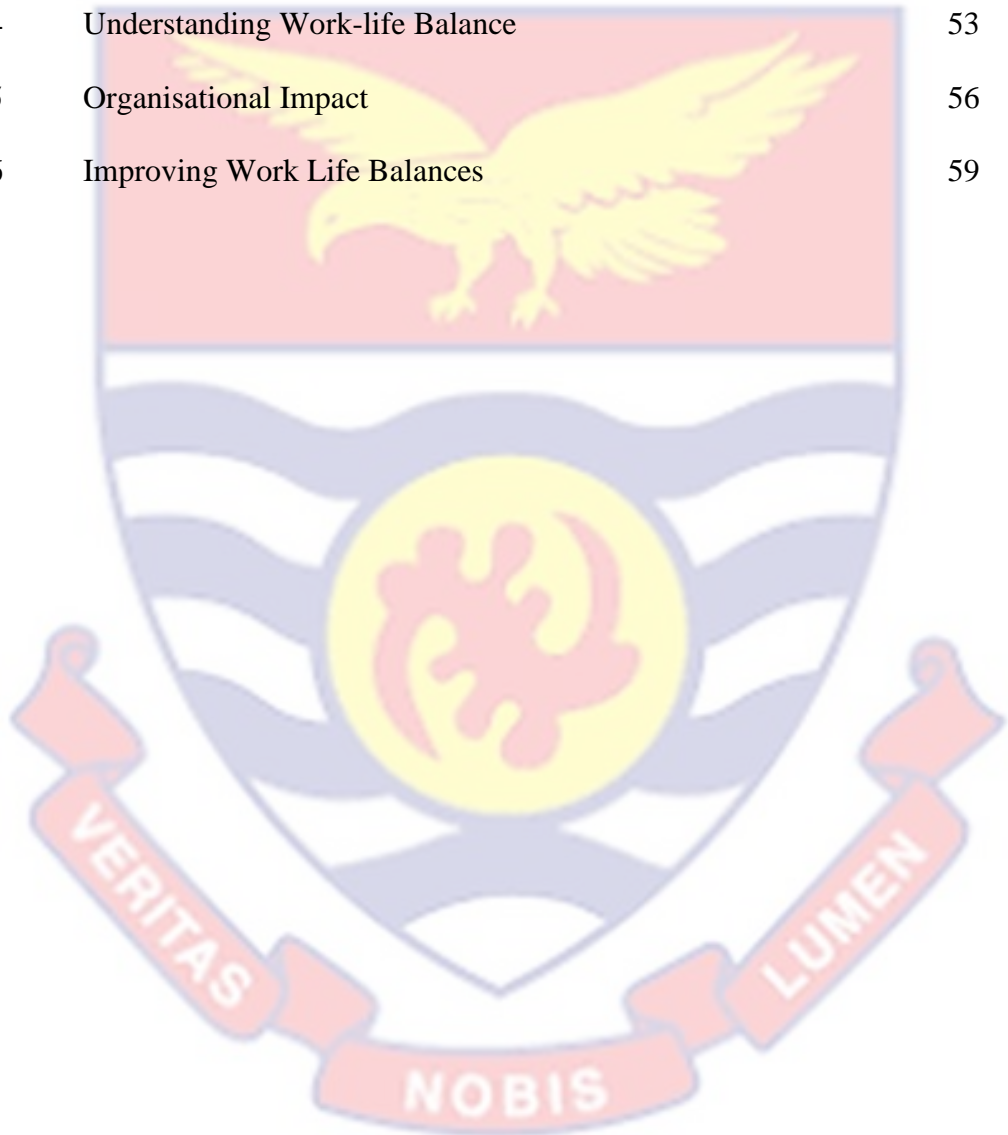 Understanding Work-life Balance 53
Organisational Impact 56
Improving Work Life Balances 59
VERITAS
NOBIS
LUMEN